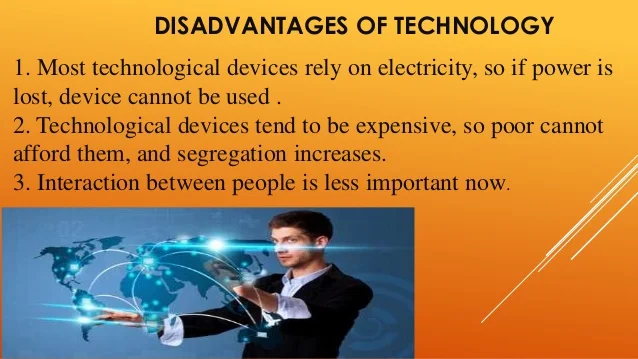 DISADVANTAGES OF TECHNOLOGY
1. Most technological devices rely on electricity, so if power is
lost, device cannot be used .
2. Technological devices tend to be expensive, so poor cannot
afford them, and segregation increases.
3. Interaction between people is less important now.